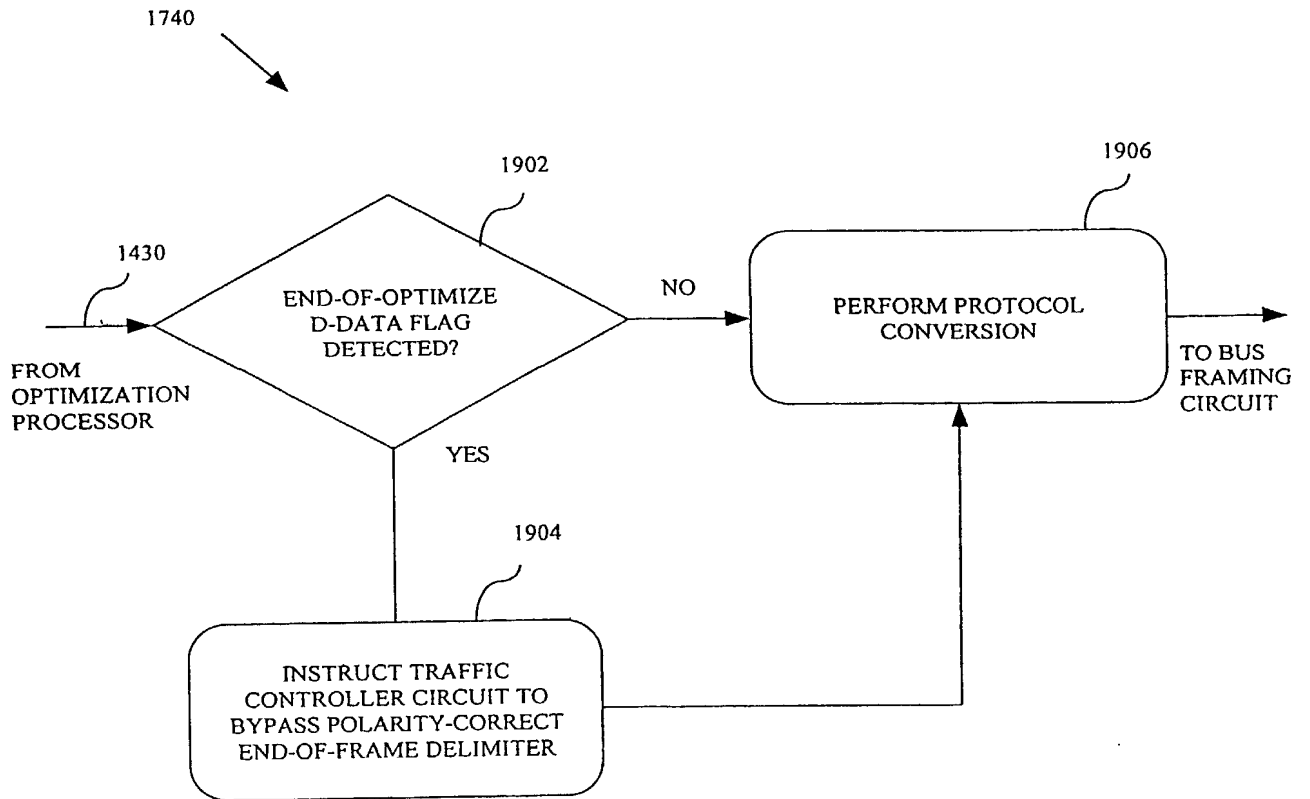 1740
1902
1906
1430
END-OF-OPTIMIZE
D-DATA FLAG
DETECTED?
NO
PERFORM PROTOCOL
CONVERSION
FROM
OPTIMIZATION
PROCESSOR
TO BUS
FRAMING
CIRCUIT
YES
1904
INSTRUCT TRAFFIC
CONTROLLER CIRCUIT TO
BYPASS POLARITY-CORRECT
END-OF-FRAME DELIMITER